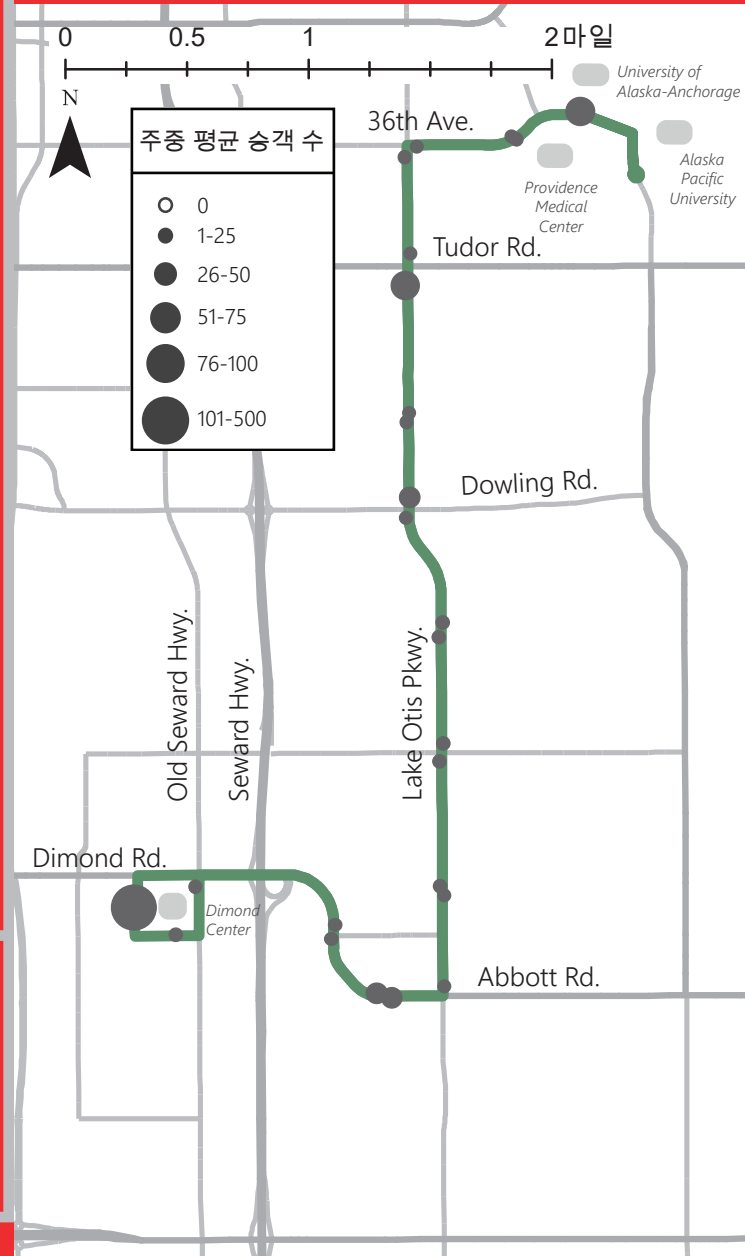 0 0.5 1 2마일
N
University of
Alaska-Anchorage
36th Ave.
주중 평균 승객 수
Alaska
Pacific
University
Providence
Medical
Center
0
1-25
26-50
51-75
76-100
101-500
Tudor Rd.
Dowling Rd.
Old Seward Hwy.
Seward Hwy.
Lake Otis Pkwy.
Dimond Rd.
Dimond
Center
Abbott Rd.